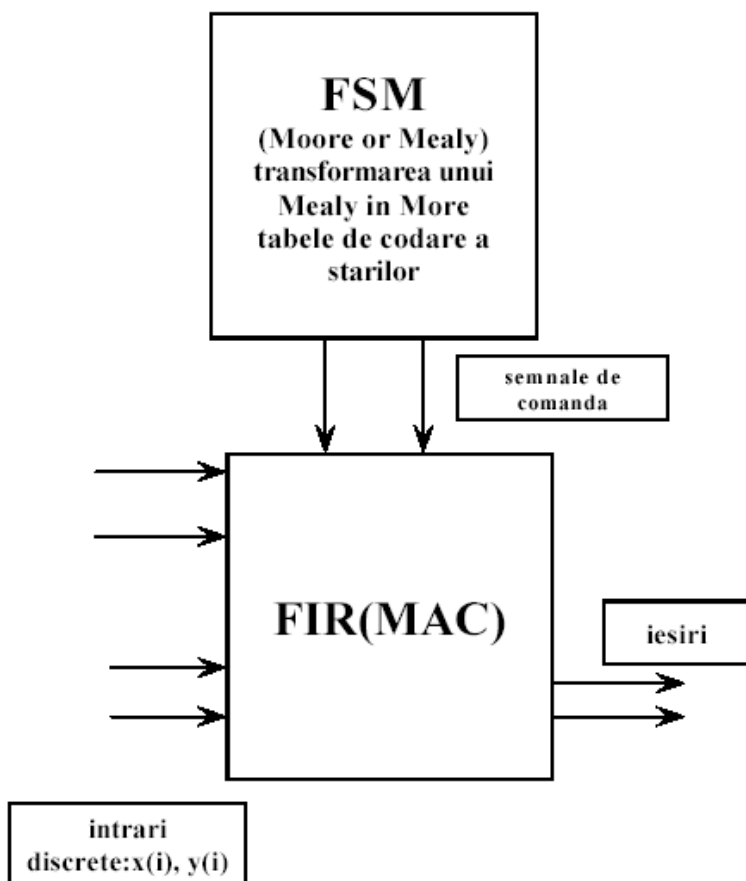 FSM
(Moore or Mealy)
transformarea unui
Mealy in More
tabele de codare a
starilor
semnale de
comanda
FIR(MAC)
iesiri
intrari
discrete:x(i), y(i)